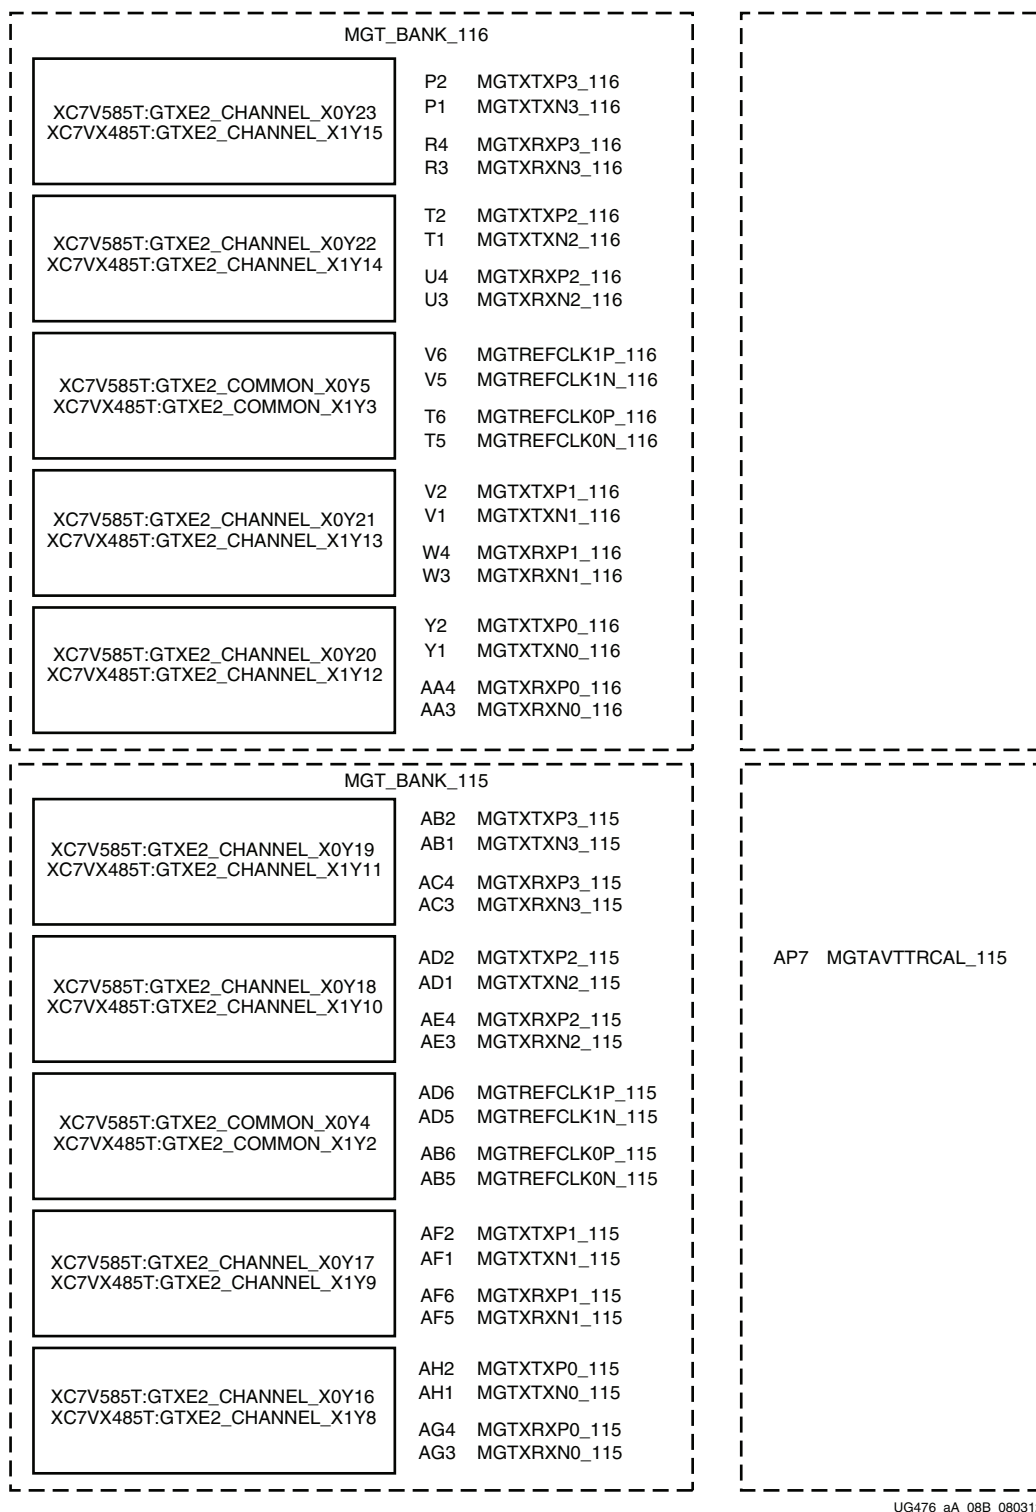 MGT_BANK_116
XC7V585T:GTXE2_CHANNEL_X0Y23
XC7VX485T:GTXE2_CHANNEL_X1Y15
P2 MGTXTXP3_116
P1 MGTXTXN3_116
R4 MGTXRXP3_116
R3 MGTXRXN3_116
XC7V585T:GTXE2_CHANNEL_X0Y22
XC7VX485T:GTXE2_CHANNEL_X1Y14
T2 MGTXTXP2_116
T1 MGTXTXN2_116
U4 MGTXRXP2_116
U3 MGTXRXN2_116
XC7V585T:GTXE2_COMMON_X0Y5
XC7VX485T:GTXE2_COMMON_X1Y3
V6 MGTREFCLK1P_116
V5 MGTREFCLK1N_116
T6 MGTREFCLK0P_116
T5 MGTREFCLK0N_116
XC7V585T:GTXE2_CHANNEL_X0Y21
XC7VX485T:GTXE2_CHANNEL_X1Y13
V2 MGTXTXP1_116
V1 MGTXTXN1_116
W4 MGTXRXP1_116
W3 MGTXRXN1_116
XC7V585T:GTXE2_CHANNEL_X0Y20
XC7VX485T:GTXE2_CHANNEL_X1Y12
Y2 MGTXTXP0_116
Y1 MGTXTXN0_116
AA4 MGTXRXP0_116
AA3 MGTXRXN0_116
MGT_BANK_115
XC7V585T:GTXE2_CHANNEL_X0Y19
XC7VX485T:GTXE2_CHANNEL_X1Y11
AB2 MGTXTXP3_115
AB1 MGTXTXN3_115
AC4 MGTXRXP3_115
AC3 MGTXRXN3_115
XC7V585T:GTXE2_CHANNEL_X0Y18
XC7VX485T:GTXE2_CHANNEL_X1Y10
AD2 MGTXTXP2_115
AD1 MGTXTXN2_115
AE4 MGTXRXP2_115
AE3 MGTXRXN2_115
AP7 MGTAVTTRCAL_115
XC7V585T:GTXE2_COMMON_X0Y4
XC7VX485T:GTXE2_COMMON_X1Y2
AD6 MGTREFCLK1P_115
AD5 MGTREFCLK1N_115
AB6 MGTREFCLK0P_115
AB5 MGTREFCLK0N_115
XC7V585T:GTXE2_CHANNEL_X0Y17
XC7VX485T:GTXE2_CHANNEL_X1Y9
AF2 MGTXTXP1_115
AF1 MGTXTXN1_115
AF6 MGTXRXP1_115
AF5 MGTXRXN1_115
XC7V585T:GTXE2_CHANNEL_X0Y16
XC7VX485T:GTXE2_CHANNEL_X1Y8
AH2 MGTXTXP0_115
AH1 MGTXTXN0_115
AG4 MGTXRXP0_115
AG3 MGTXRXN0_115
UG476_aA_08B_08031